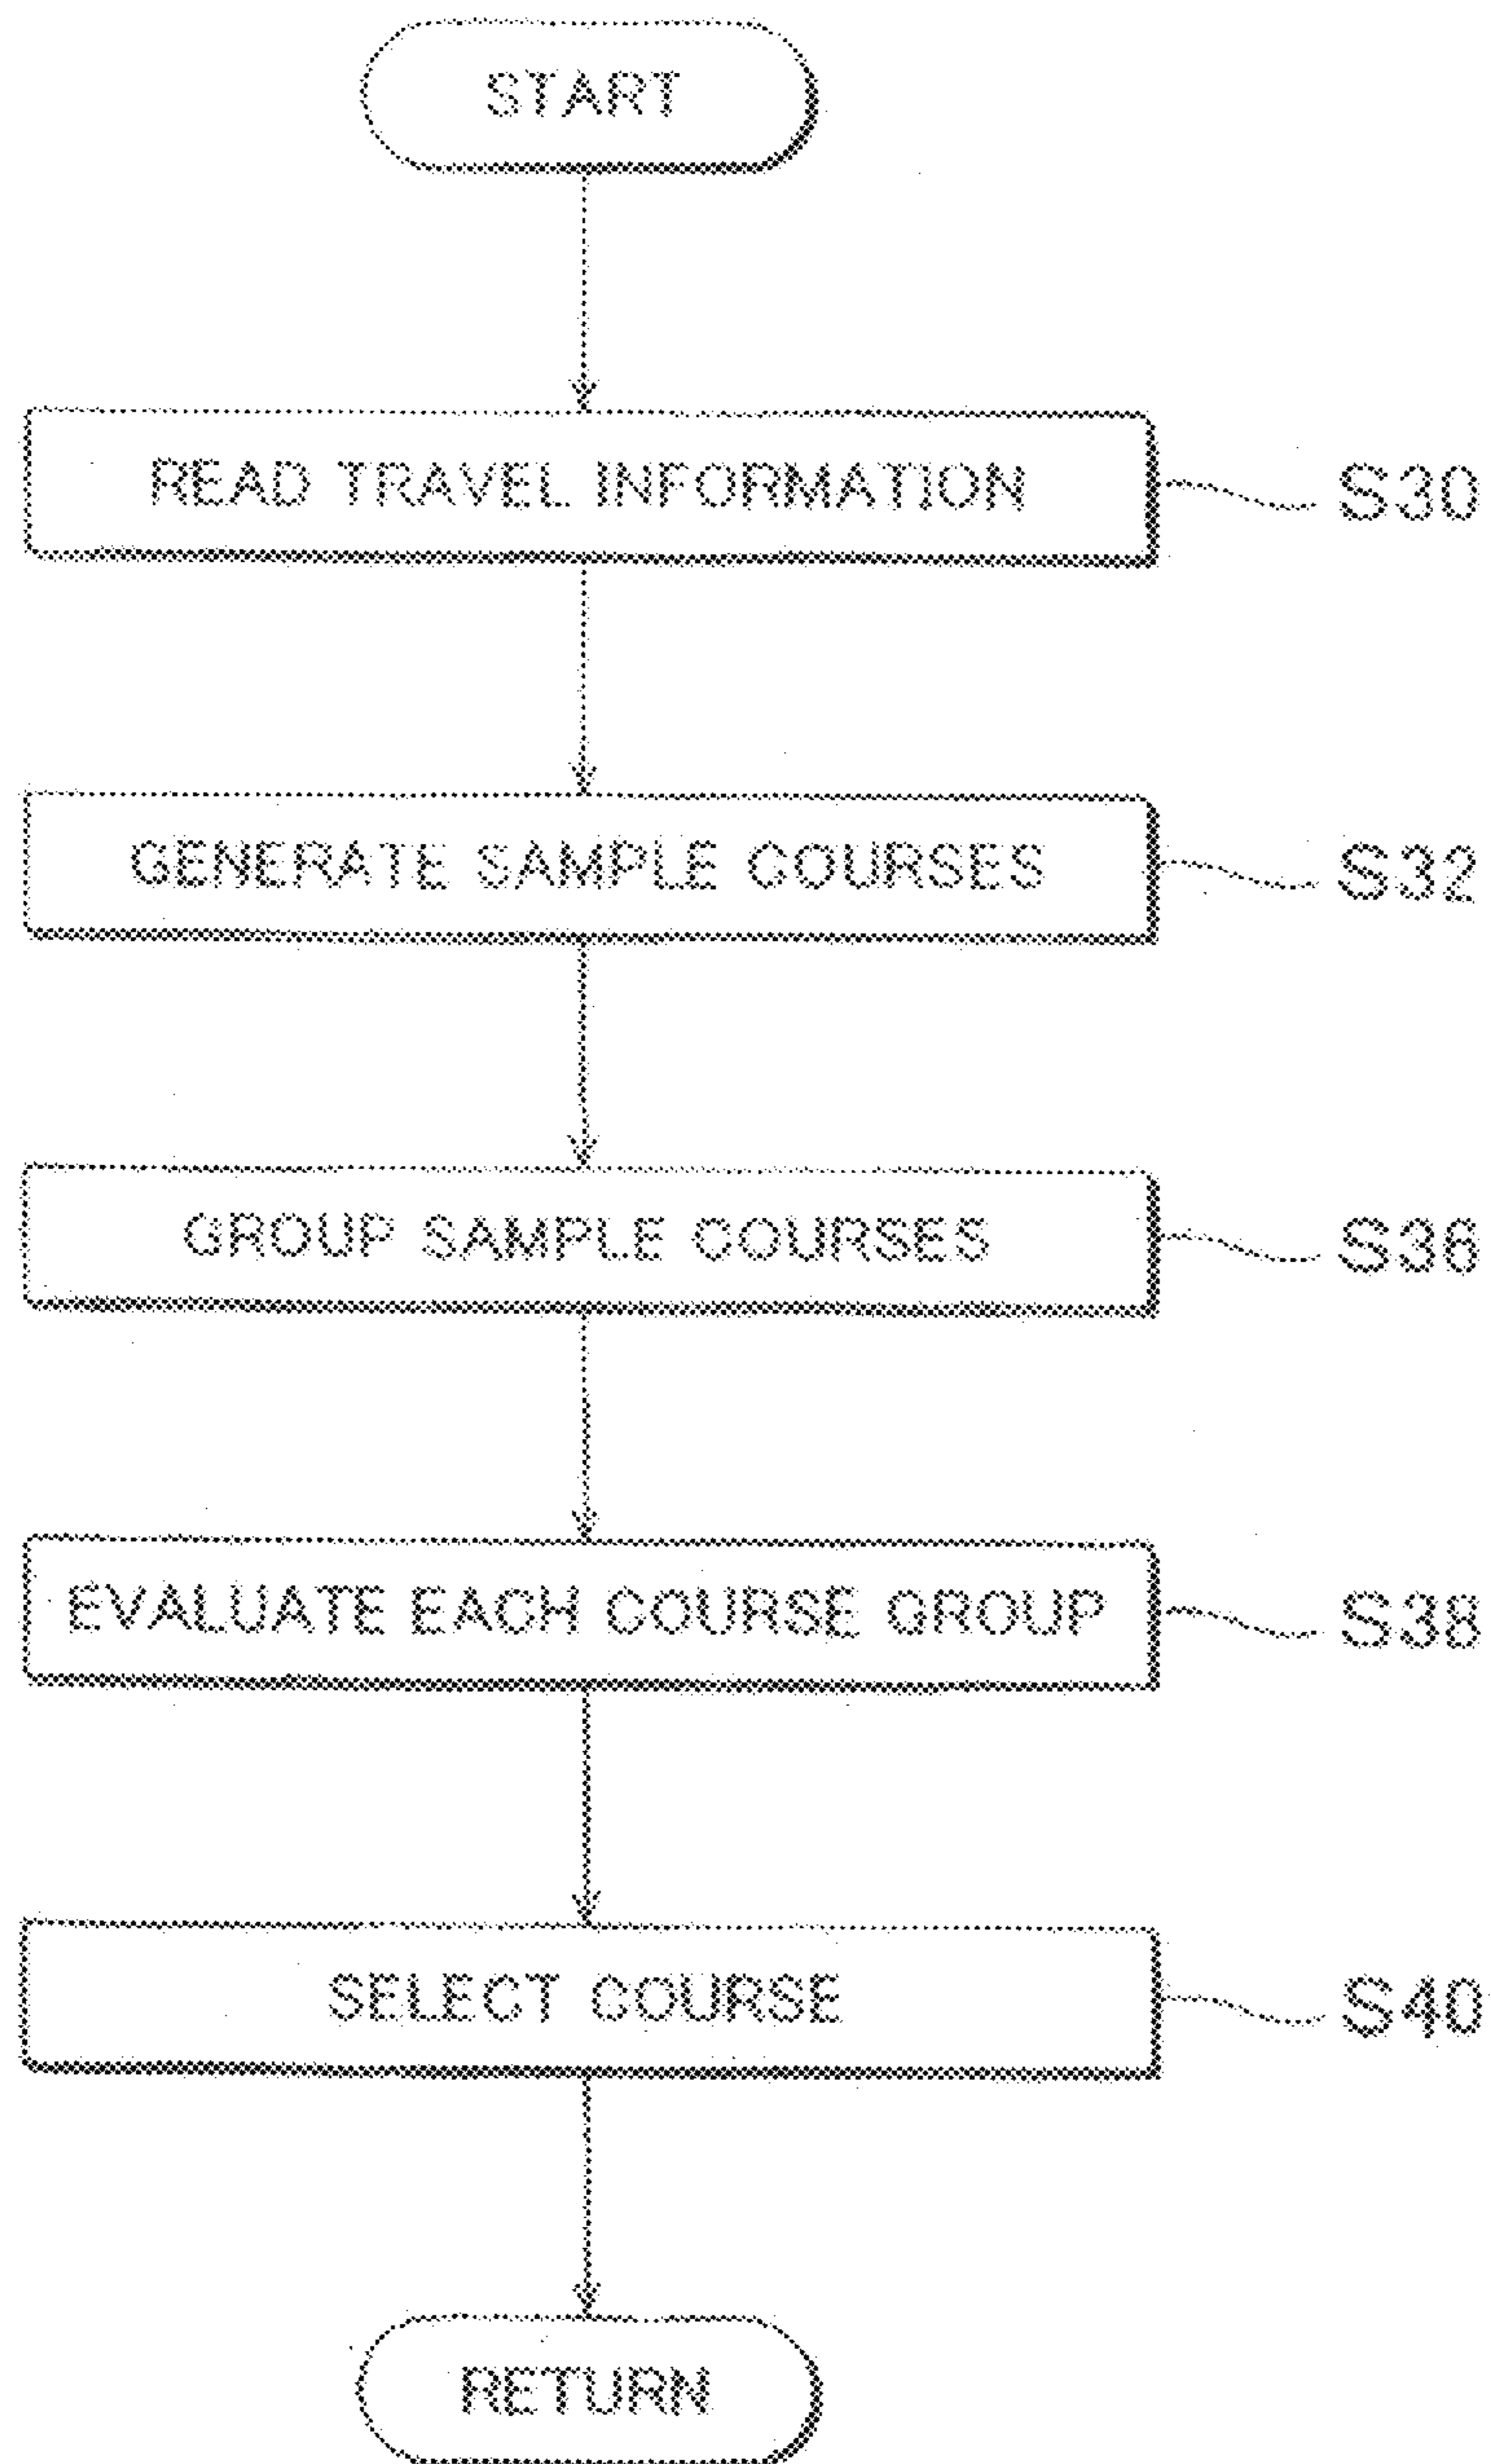 START
READ TRAVEL INFORMATION
S30
GENERATE SAMPLE COURSES
S32
GROUP SAMPLE COURSES
S36
EVALUATE EACH COURSE GROUP
S38
SELECT COURSE
S40
RETURN